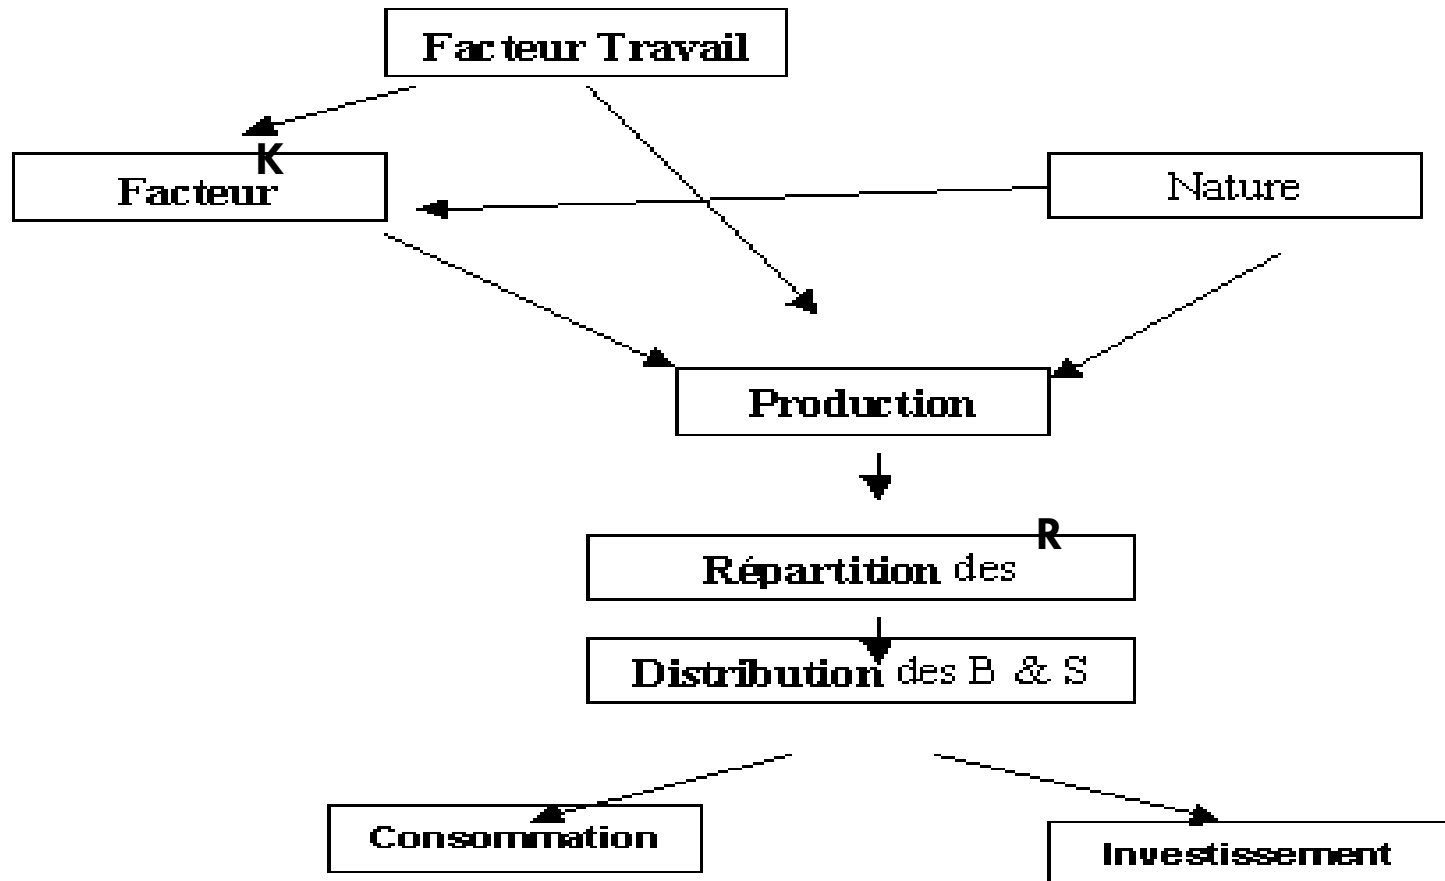 Facteur Travail
K
Facteur
Nature
Production
R
Répartition des
Distribution des B & S
Consommation
Investissement